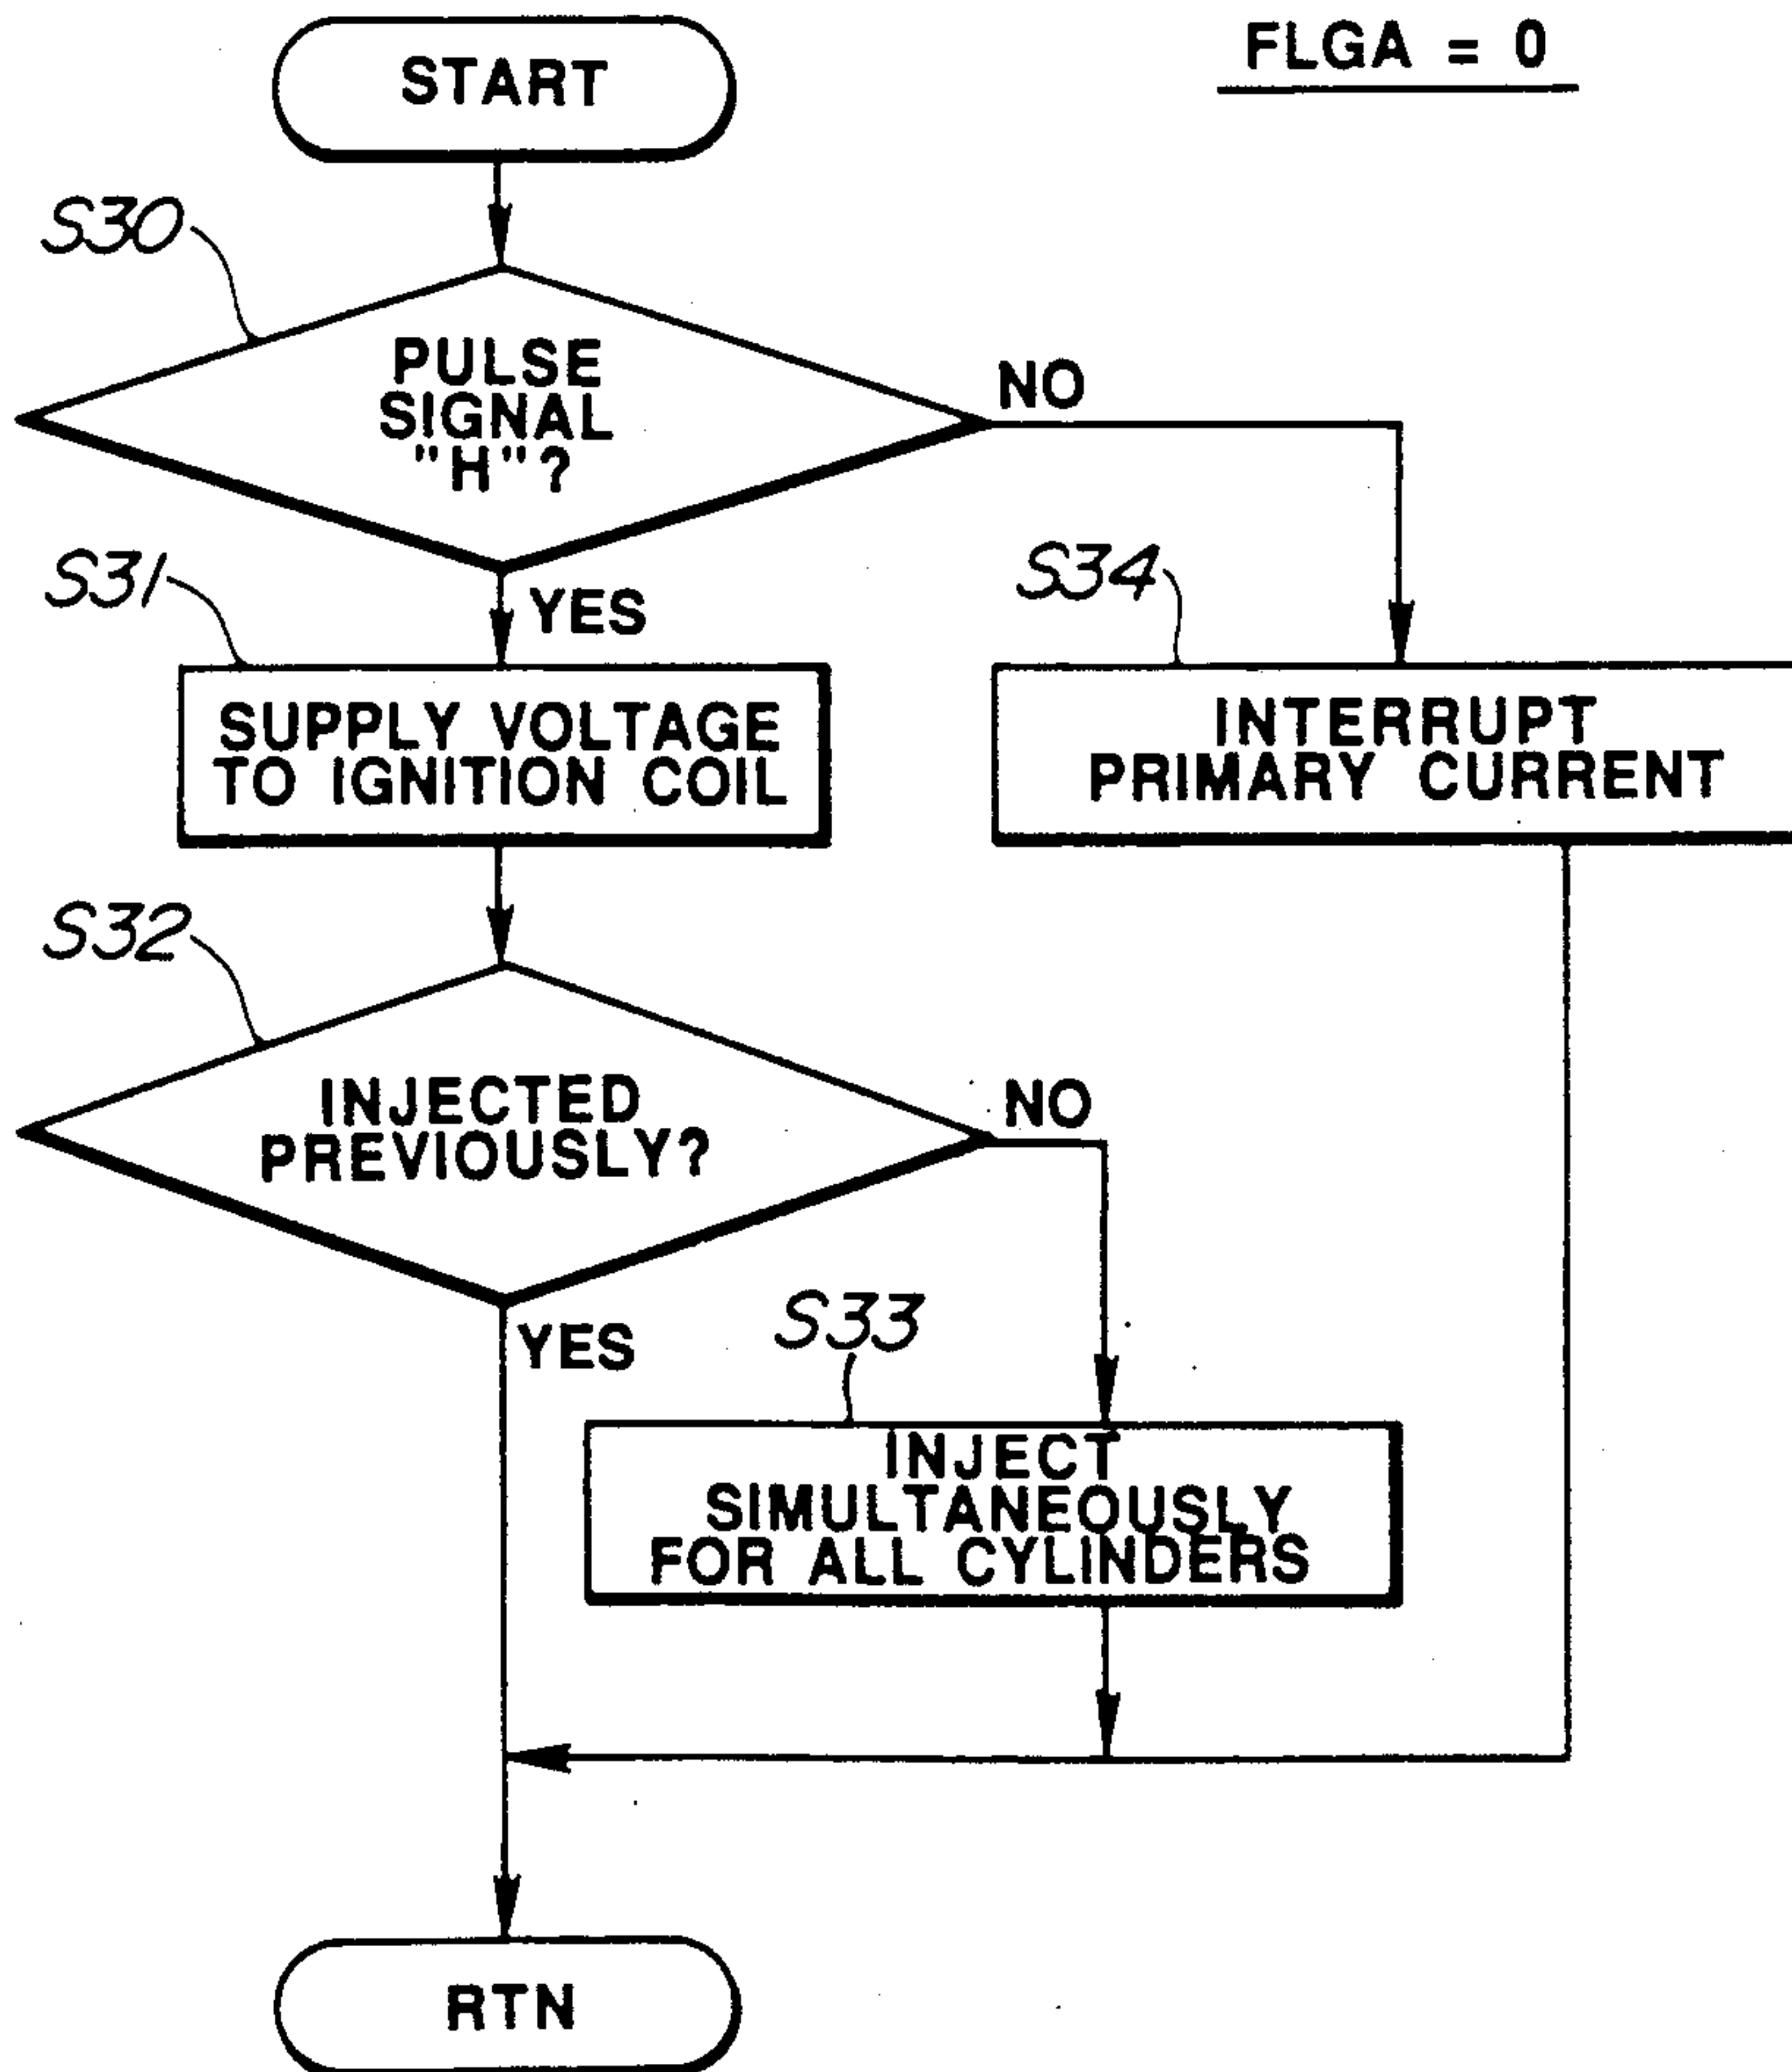 START
FLGA = 0
S30
PULSE
SIGNAL
"H"?
NO
S31
YES
S34
SUPPLY VOLTAGE
TO IGNITION COIL
INTERRUPT
PRIMARY CURRENT
S32
INJECTED
PREVIOUSLY?
NO
YES
S33
INJECT
SIMULTANEOUSLY
FOR ALL CYLINDERS
RTN